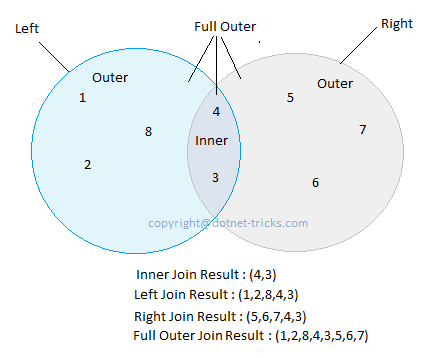 Left
Full Outer
Right
Outer
Outer
1
4
5
8
7
Inner
2
3
6
copyright@dotnet-tricks.com
Inner Join Result : (4,3)
Left Join Result : (1,2,8,4,3)
Right Join Result : (5,6,7,4,3)
Full Outer Join Result : (1,2,8,4,3,5,6,7)